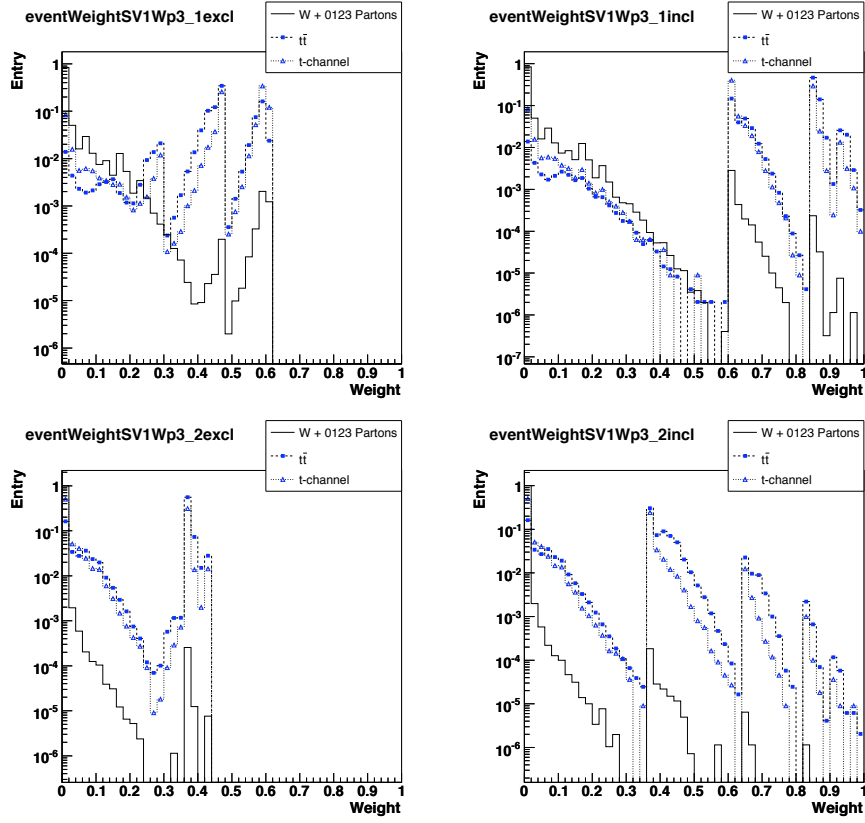 eventWeightSV1Wp3_1excl
W + 0123 Partons
tt̄
t-channel
Entry
1
10⁻¹
10⁻²
10⁻³
10⁻⁴
10⁻⁵
10⁻⁶
0 0.1 0.2 0.3 0.4 0.5 0.6 0.7 0.8 0.9 1
Weight
eventWeightSV1Wp3_1incl
W + 0123 Partons
tt̄
t-channel
Entry
1
10⁻¹
10⁻²
10⁻³
10⁻⁴
10⁻⁵
10⁻⁶
10⁻⁷
0 0.1 0.2 0.3 0.4 0.5 0.6 0.7 0.8 0.9 1
Weight
eventWeightSV1Wp3_2excl
W + 0123 Partons
tt̄
t-channel
Entry
1
10⁻¹
10⁻²
10⁻³
10⁻⁴
10⁻⁵
10⁻⁶
0 0.1 0.2 0.3 0.4 0.5 0.6 0.7 0.8 0.9 1
Weight
eventWeightSV1Wp3_2incl
W + 0123 Partons
tt̄
t-channel
Entry
1
10⁻¹
10⁻²
10⁻³
10⁻⁴
10⁻⁵
10⁻⁶
0 0.1 0.2 0.3 0.4 0.5 0.6 0.7 0.8 0.9 1
Weight